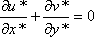 ∂u*/∂x* + ∂v*/∂y* = 0